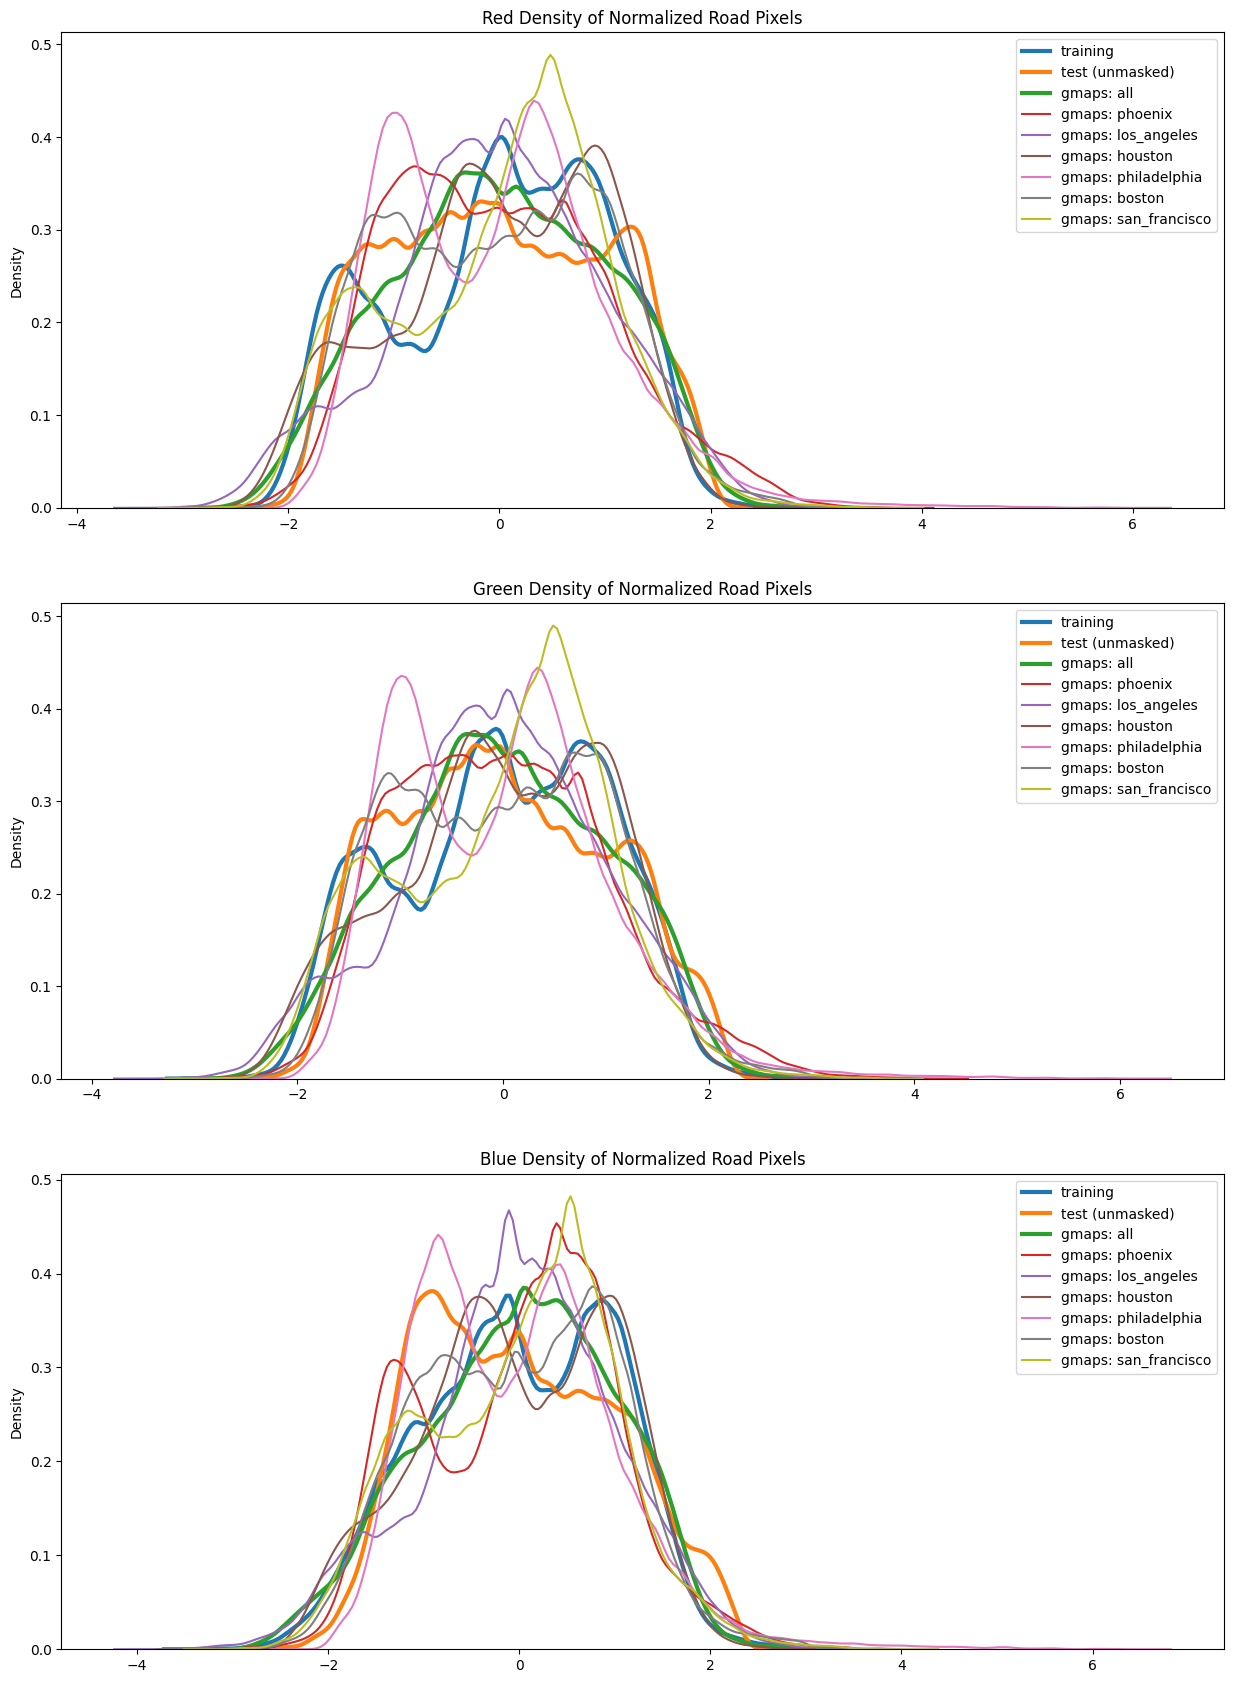 Red Density of Normalized Road Pixels
0.5
0.4
0.3
0.2
0.1
0.0
Density
−4 −2 0 2 4 6
training
test (unmasked)
gmaps: all
gmaps: phoenix
gmaps: los_angeles
gmaps: houston
gmaps: philadelphia
gmaps: boston
gmaps: san_francisco
Green Density of Normalized Road Pixels
0.5
0.4
0.3
0.2
0.1
0.0
Density
−4 −2 0 2 4 6
training
test (unmasked)
gmaps: all
gmaps: phoenix
gmaps: los_angeles
gmaps: houston
gmaps: philadelphia
gmaps: boston
gmaps: san_francisco
Blue Density of Normalized Road Pixels
0.5
0.4
0.3
0.2
0.1
0.0
Density
−4 −2 0 2 4 6
training
test (unmasked)
gmaps: all
gmaps: phoenix
gmaps: los_angeles
gmaps: houston
gmaps: philadelphia
gmaps: boston
gmaps: san_francisco